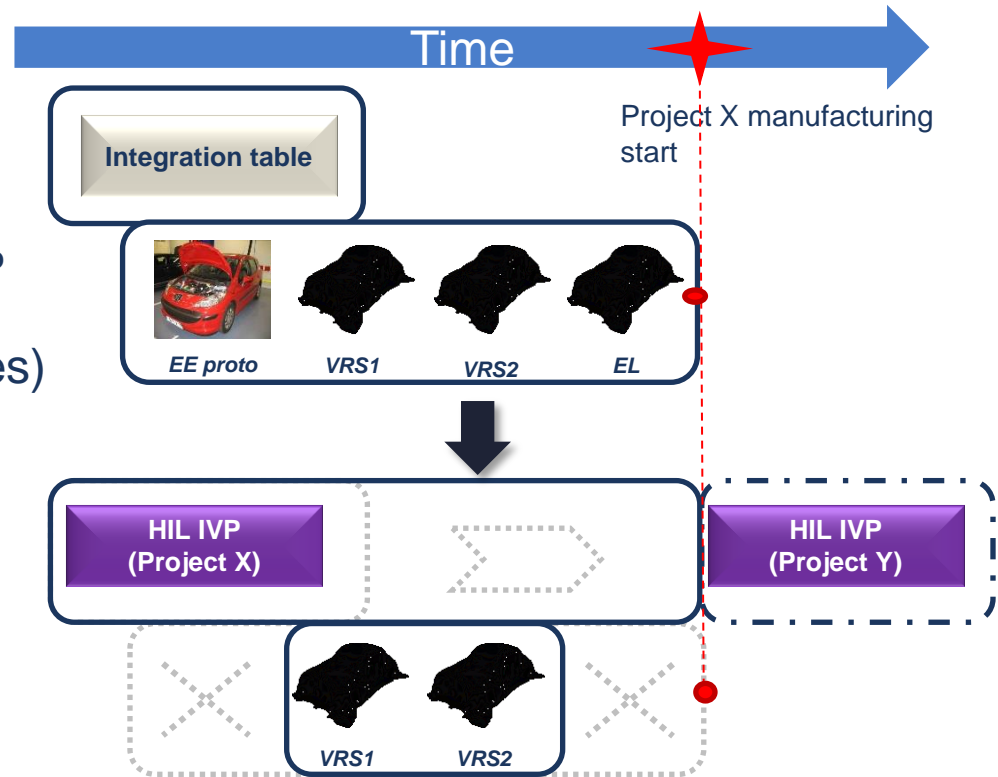 Time
Project X manufacturing
start
Integration table
?
es)
EE proto
VRS1
VRS2
EL
HIL IVP
(Project X)
HIL IVP
(Project Y)
VRS1
VRS2